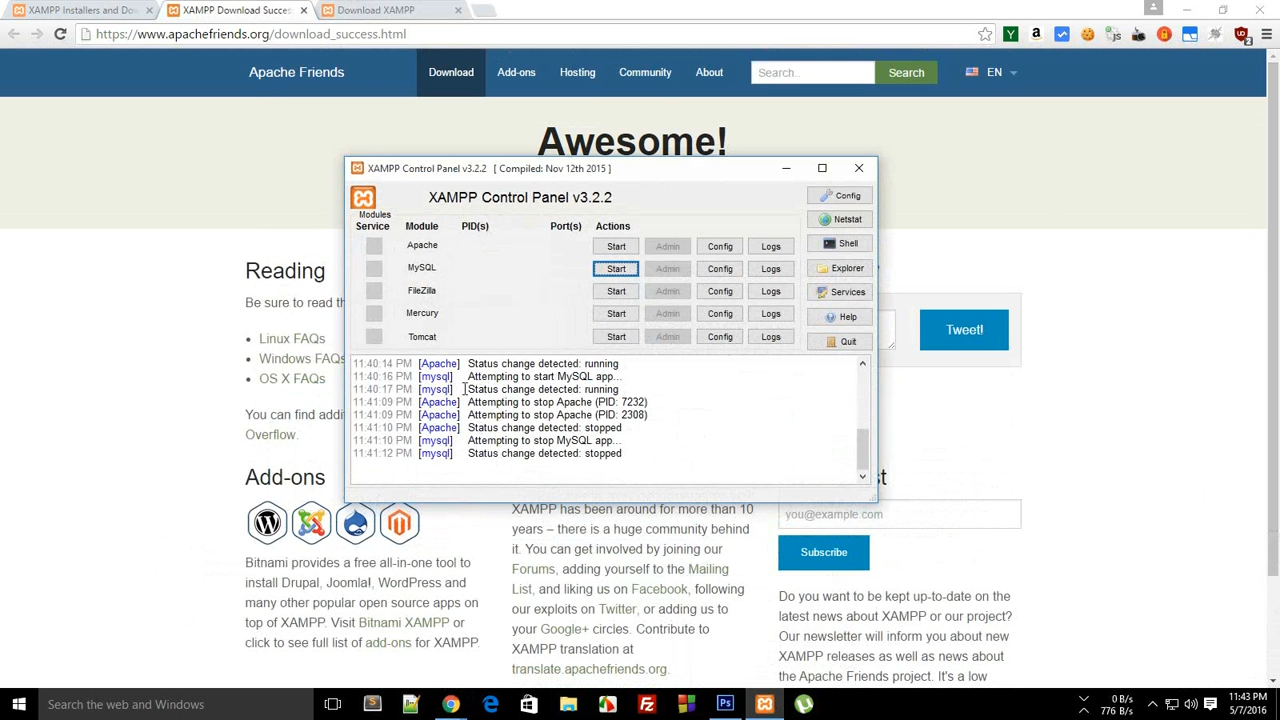 XAMPP Installers and Dow
XAMPP Download Succes
Download XAMPP
https://www.apachefriends.org/download_success.html
Apache Friends
Download
Add-ons
Hosting
Community
About
Search..
Search
EN
Awesome!
XAMPP Control Panel v3.2.2 [ Compiled: Nov 12th 2015 ]
XAMPP Control Panel v3.2.2
Config
Modules
Service
Module
PID(s)
Port(s)
Actions
Netstat
Apache
Start
Admin
Config
Logs
Shell
MySQL
Start
Admin
Config
Logs
Explorer
FileZilla
Start
Admin
Config
Logs
Services
Mercury
Start
Admin
Config
Logs
Help
Tomcat
Start
Admin
Config
Logs
Quit
11:40:14 PM [Apache] Status change detected: running
11:40:16 PM [mysql] Attempting to start MySQL app...
11:40:17 PM [mysql] Status change detected: running
11:41:09 PM [Apache] Attempting to stop Apache (PID: 7232)
11:41:09 PM [Apache] Attempting to stop Apache (PID: 2308)
11:41:10 PM [Apache] Status change detected: stopped
11:41:10 PM [mysql] Attempting to stop MySQL app...
11:41:12 PM [mysql] Status change detected: stopped
Reading
Be sure to read th
Linux FAQs
Windows FAQ
OS X FAQs
You can find addi
Overflow.
Tweet!
Add-ons
Bitnami provides a free all-in-one tool to
install Drupal, Joomla!, WordPress and
many other popular open source apps on
top of XAMPP. Visit Bitnami XAMPP or
click to see full list of add-ons for XAMPP.
XAMPP has been around for more than 10
years – there is a huge community behind
it. You can get involved by joining our
Forums, adding yourself to the Mailing
List, and liking us on Facebook, following
our exploits on Twitter, or adding us to
your Google+ circles. Contribute to
XAMPP translation at
translate.apachefriends.org.
st
you@example.com
Subscribe
Do you want to be kept up-to-date on the
latest news about XAMPP or our project?
Our newsletter will inform you about new
XAMPP releases as well as news about
the Apache Friends project. It's a low
Search the web and Windows
0 B/s
776 B/s
11:43 PM
5/7/2016